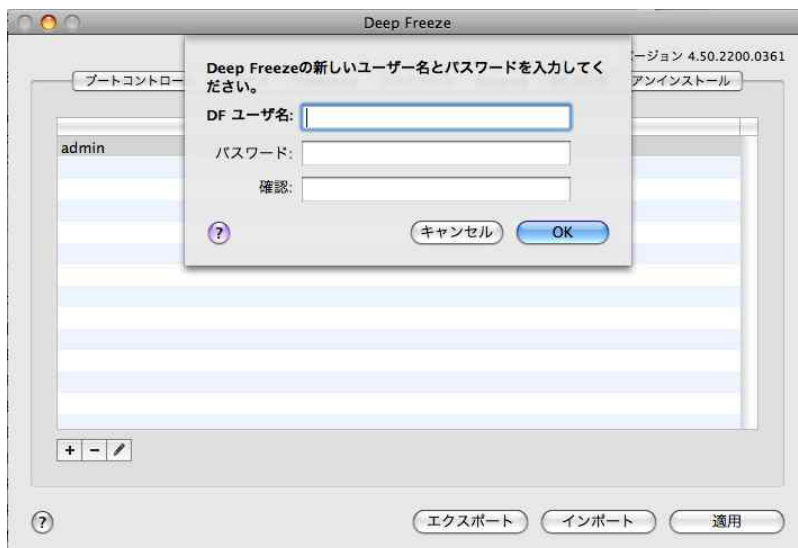 Deep Freeze
ージョン 4.50.2200.0361
ブートコントロー
アンインストール
Deep Freezeの新しいユーザー名とパスワードを入力してく
ださい。
DF ユーザ名:
パスワード:
確認:
?
キャンセル
OK
admin
+ -
?
エクスポート
インポート
適用